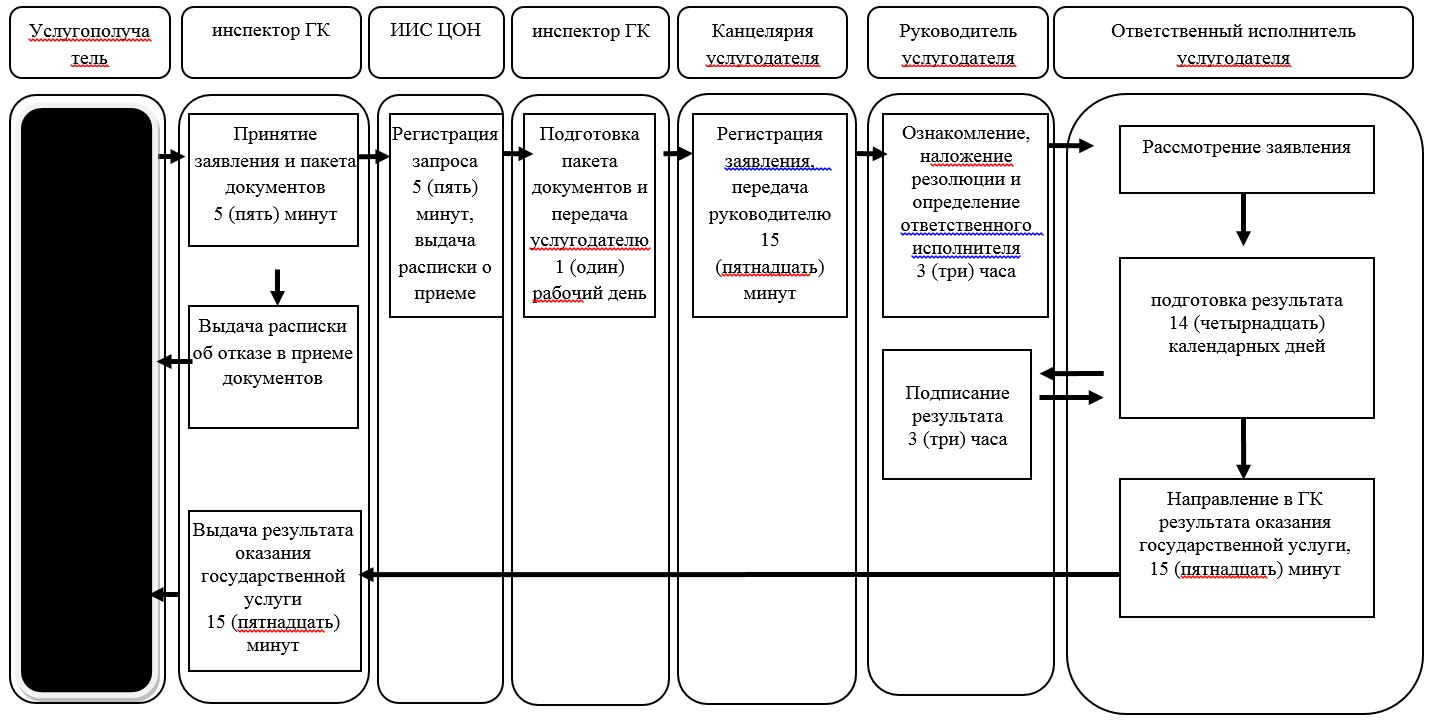 Услугополуча
тель
инспектор ГК
ИИС ЦОН
инспектор ГК
Канцелярия
услугодателя
Руководитель
услугодателя
Ответственный исполнитель
услугодателя
Принятие
заявления и пакета
документов
5 (пять) минут
Выдача расписки
об отказе в приеме
документов
Выдача результата
оказания
государственной
услуги
15 (пятнадцать)
минут
Регистрация
запроса
5 (пять)
минут,
выдача
расписки о
приеме
Подготовка
пакета
документов и
передача
услугодателю
1 (один)
рабочий день
Регистрация
заявления,
передача
руководителю
15
(пятнадцать)
минут
Ознакомление,
наложение
резолюции и
определение
ответственного
исполнителя
3 (три) часа
Подписание
результата
3 (три) часа
Рассмотрение заявления
подготовка результата
14 (четырнадцать)
календарных дней
Направление в ГК
результата оказания
государственной услуги,
15 (пятнадцать) минут